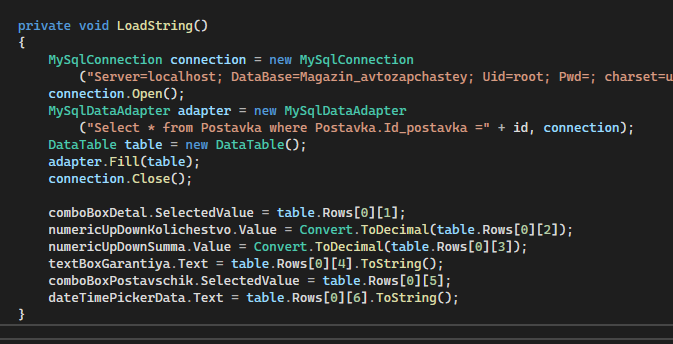 private void LoadString()
{
MySqlConnection connection = new MySqlConnection
("Server=localhost; DataBase=Magazin_avtozapchastey; Uid=root; Pwd=; charset=u
connection.Open();
MySqlDataAdapter adapter = new MySqlDataAdapter
("Select * from Postavka where Postavka.Id_postavka =" + id, connection);
DataTable table = new DataTable();
adapter.Fill(table);
connection.Close();
comboBoxDetal.SelectedValue = table.Rows[0][1];
numericUpDownKolichestvo.Value = Convert.ToDecimal(table.Rows[0][2]);
numericUpDownSumma.Value = Convert.ToDecimal(table.Rows[0][3]);
textBoxGarantiya.Text = table.Rows[0][4].ToString();
comboBoxPostavschik.SelectedValue = table.Rows[0][5];
dateTimePickerData.Text = table.Rows[0][6].ToString();
}